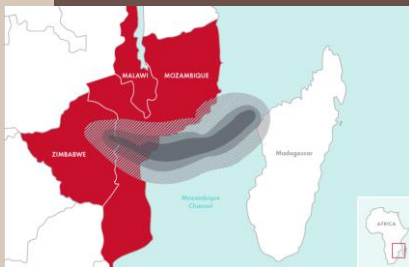 MALAWI
MOZAMBIQUE
ZIMBABWE
Madagascar
Mozambique
Channel
AFRICA